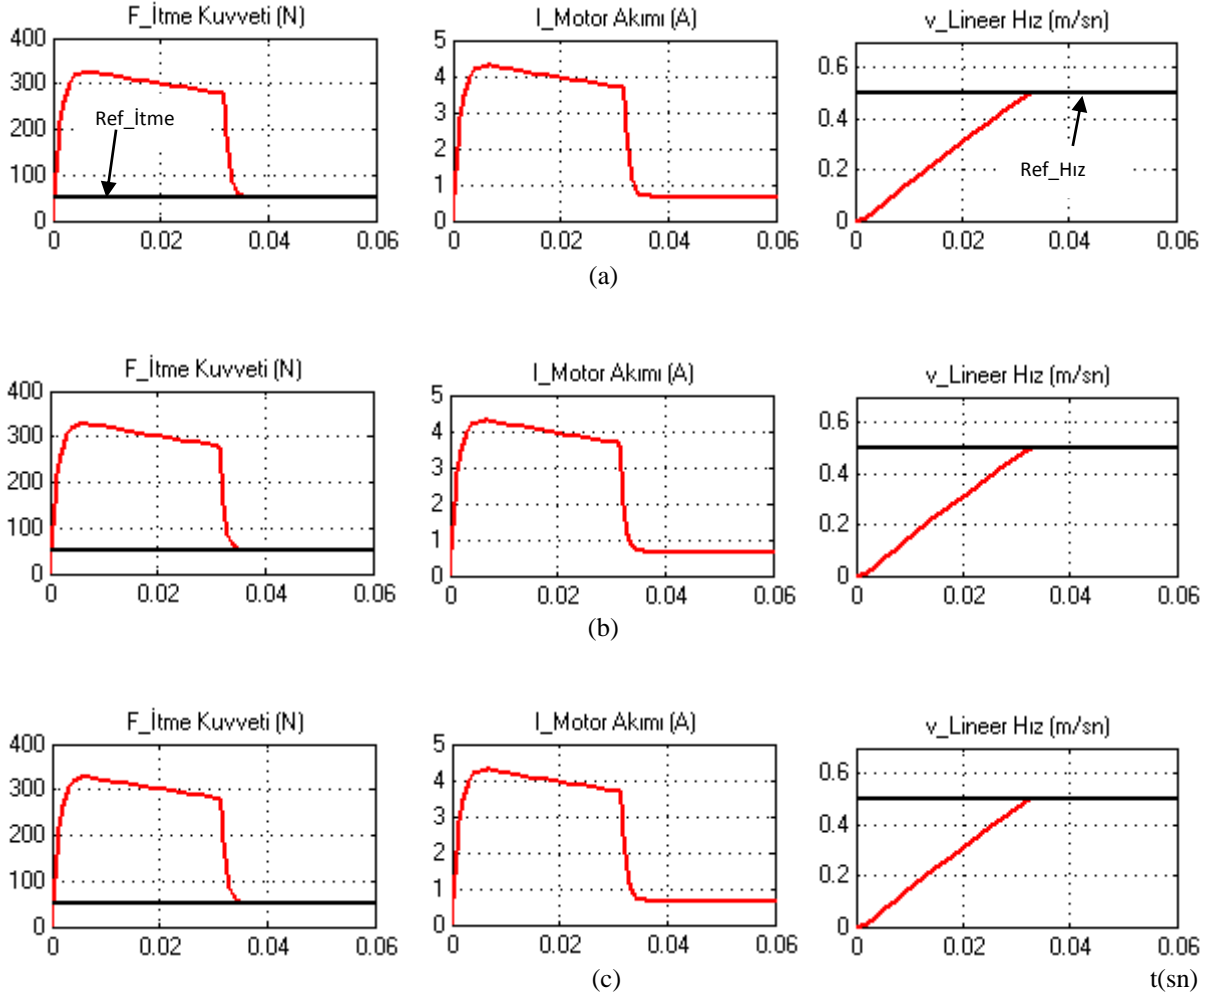 F_İtme Kuvveti (N)
I_Motor Akımı (A)
v_Lineer Hız (m/sn)
400
300
200
100
0
Ref_İtme
0 0.02 0.04 0.06
5
4
3
2
1
0
0 0.02 0.04 0.06
0.6
0.4
0.2
0
Ref_Hız
0 0.02 0.04 0.06
(a)
F_İtme Kuvveti (N)
I_Motor Akımı (A)
v_Lineer Hız (m/sn)
400
300
200
100
0
0 0.02 0.04 0.06
5
4
3
2
1
0
0 0.02 0.04 0.06
0.6
0.4
0.2
0
0 0.02 0.04 0.06
(b)
F_İtme Kuvveti (N)
I_Motor Akımı (A)
v_Lineer Hız (m/sn)
400
300
200
100
0
0 0.02 0.04 0.06
5
4
3
2
1
0
0 0.02 0.04 0.06
0.6
0.4
0.2
0
0 0.02 0.04 0.06
(c)
t(sn)